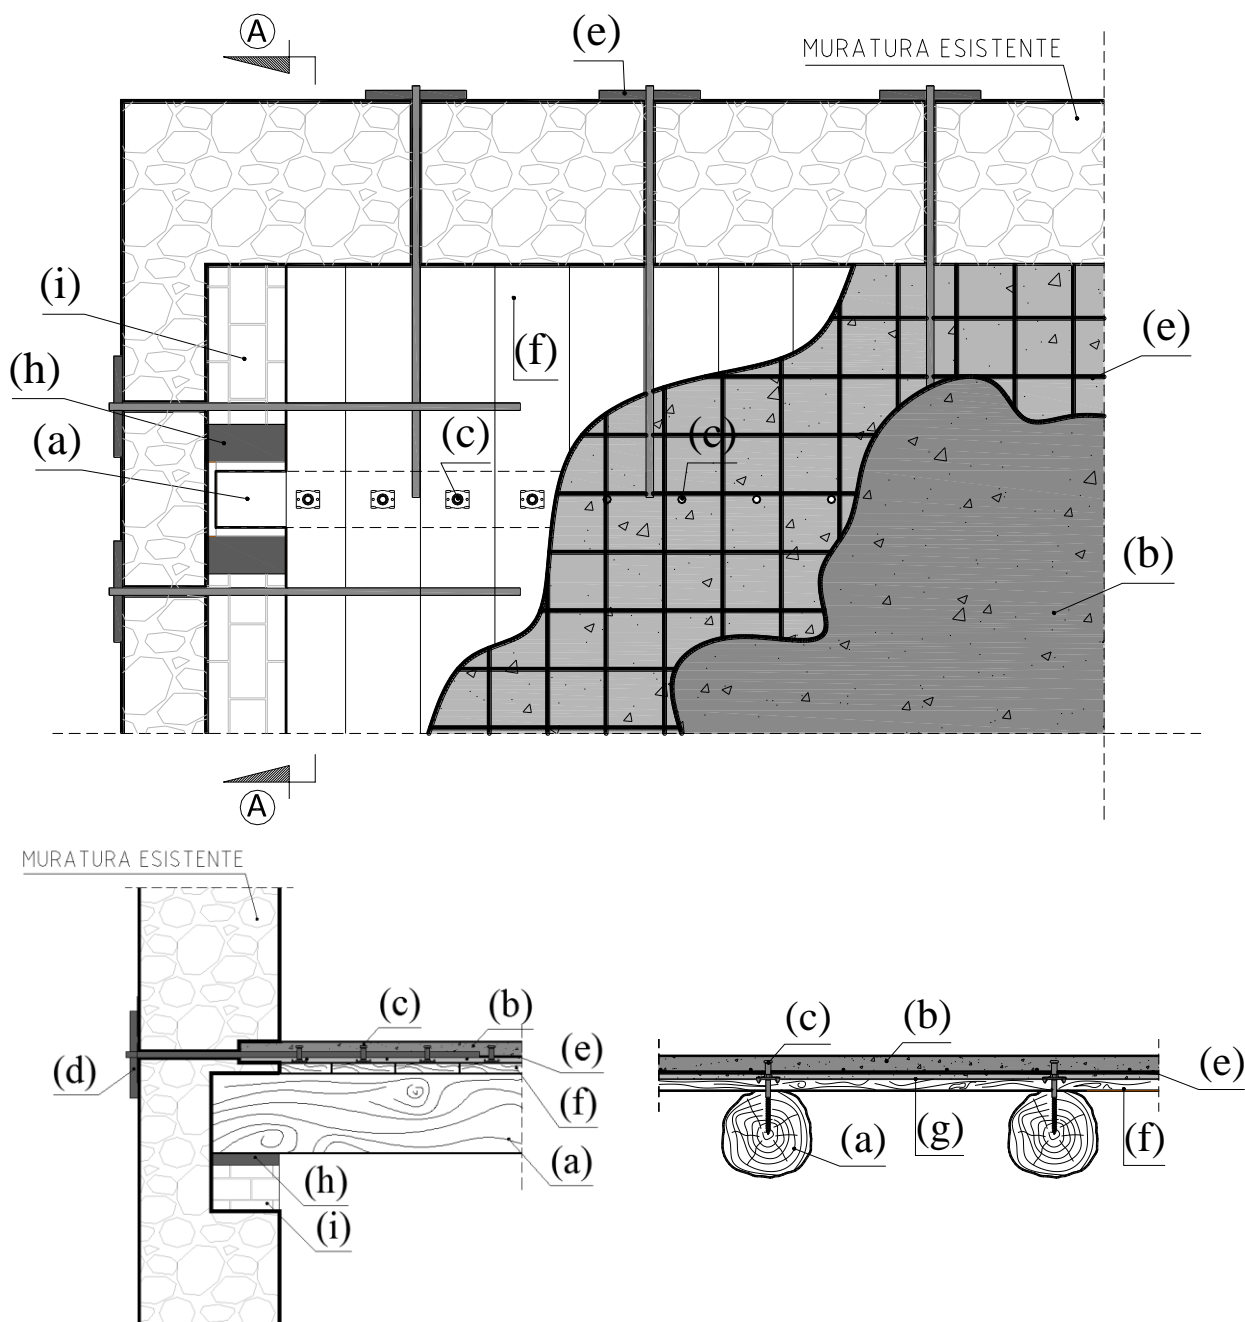 A
(e)
MURATURA ESISTENTE
(i)
(h)
(a)
(f)
(c)
(c)
(e)
(b)
A
MURATURA ESISTENTE
(c)
(b)
(e)
(d)
(f)
(a)
(h)
(i)
(c)
(b)
(e)
(a)
(g)
(f)